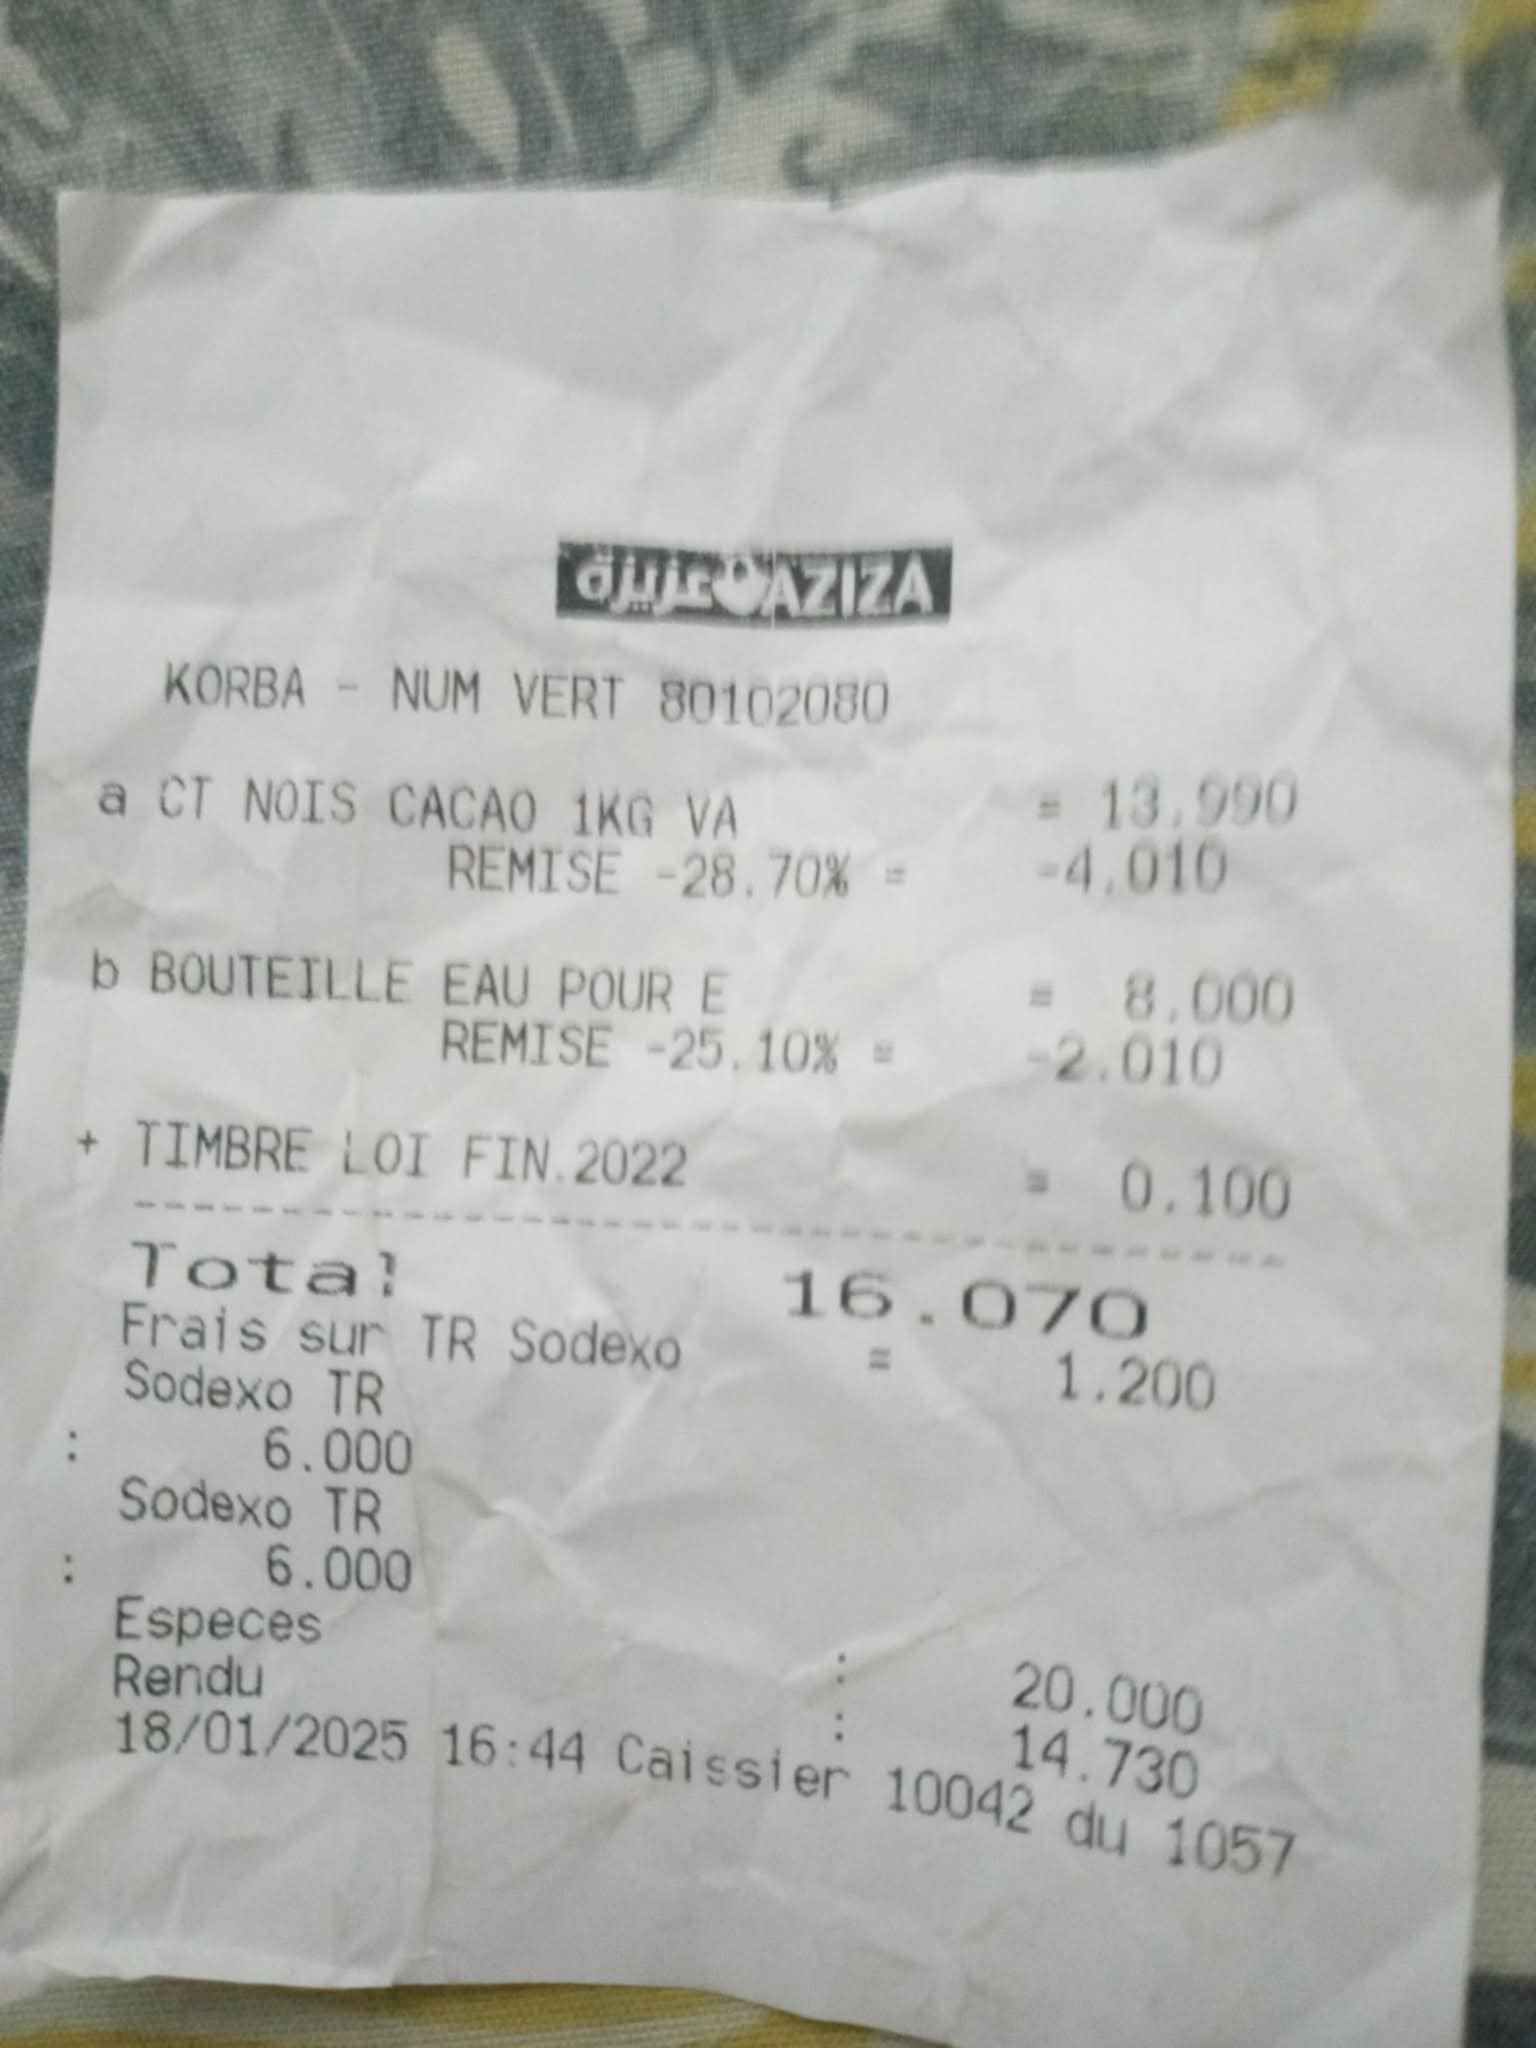 عزيزة AZIZA
KORBA - NUM VERT 80102080
a CT NOIS CACAO 1KG VA = 13.990
REMISE -28.70% = -4.010
b BOUTEILLE EAU POUR E = 8.000
REMISE -25.10% = -2.010
+ TIMBRE LOI FIN.2022 = 0.100
--------------------------------
Total 16.070
Frais sur TR Sodexo = 1.200
Sodexo TR
: 6.000
Sodexo TR
: 6.000
Especes : 20.000
Rendu : 14.730
18/01/2025 16:44 Caissier 10042 du 1057